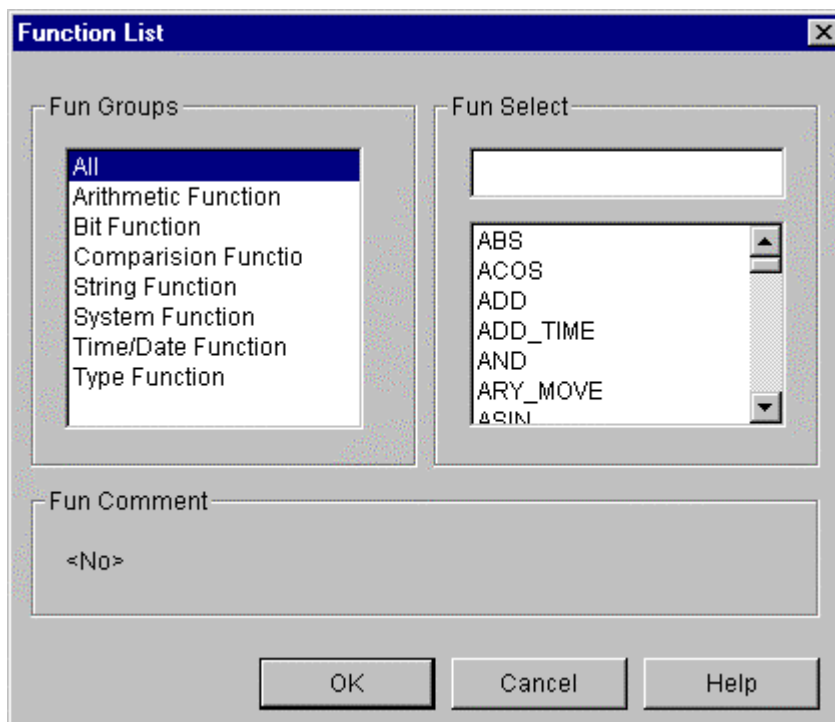 Function List
Fun Groups
All
Arithmetic Function
Bit Function
Comparision Functio
String Function
System Function
Time/Date Function
Type Function
Fun Select
ABS
ACOS
ADD
ADD_TIME
AND
ARY_MOVE
ASIN
Fun Comment
<No>
OK
Cancel
Help